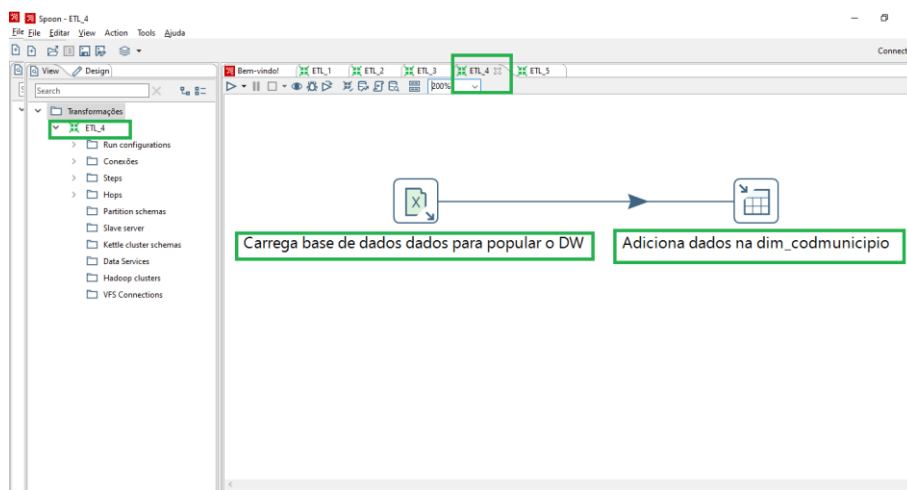 Spoon - ETL_4
File File Editar View Action Tools Ajuda
Connect
View Design
Bem-vindo! ETL_1 ETL_2 ETL_3 ETL_4 ETL_5
Search
200%
Transformações
ETL_4
Run configurations
Conexões
Steps
Hops
Partition schemas
Slave server
Kettle cluster schemas
Data Services
Hadoop clusters
VFS Connections
Carrega base de dados dados para popular o DW
Adiciona dados na dim_codmunicipio